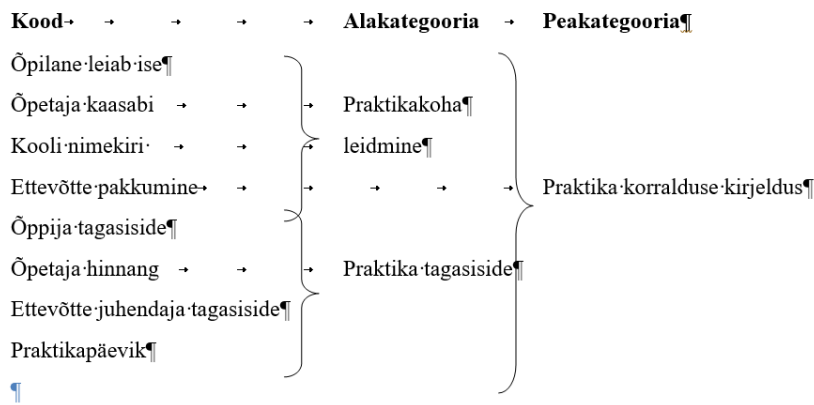 Kood Alakategooria Peakategooria
Õpilane leiab ise
Õpetaja kaasabi Praktikakoha
Kooli nimekiri leidmine
Ettevõtte pakkumine Praktika korralduse kirjeldus
Õppija tagasiside
Õpetaja hinnang Praktika tagasiside
Ettevõtte juhendaja tagasiside
Praktikapäevik